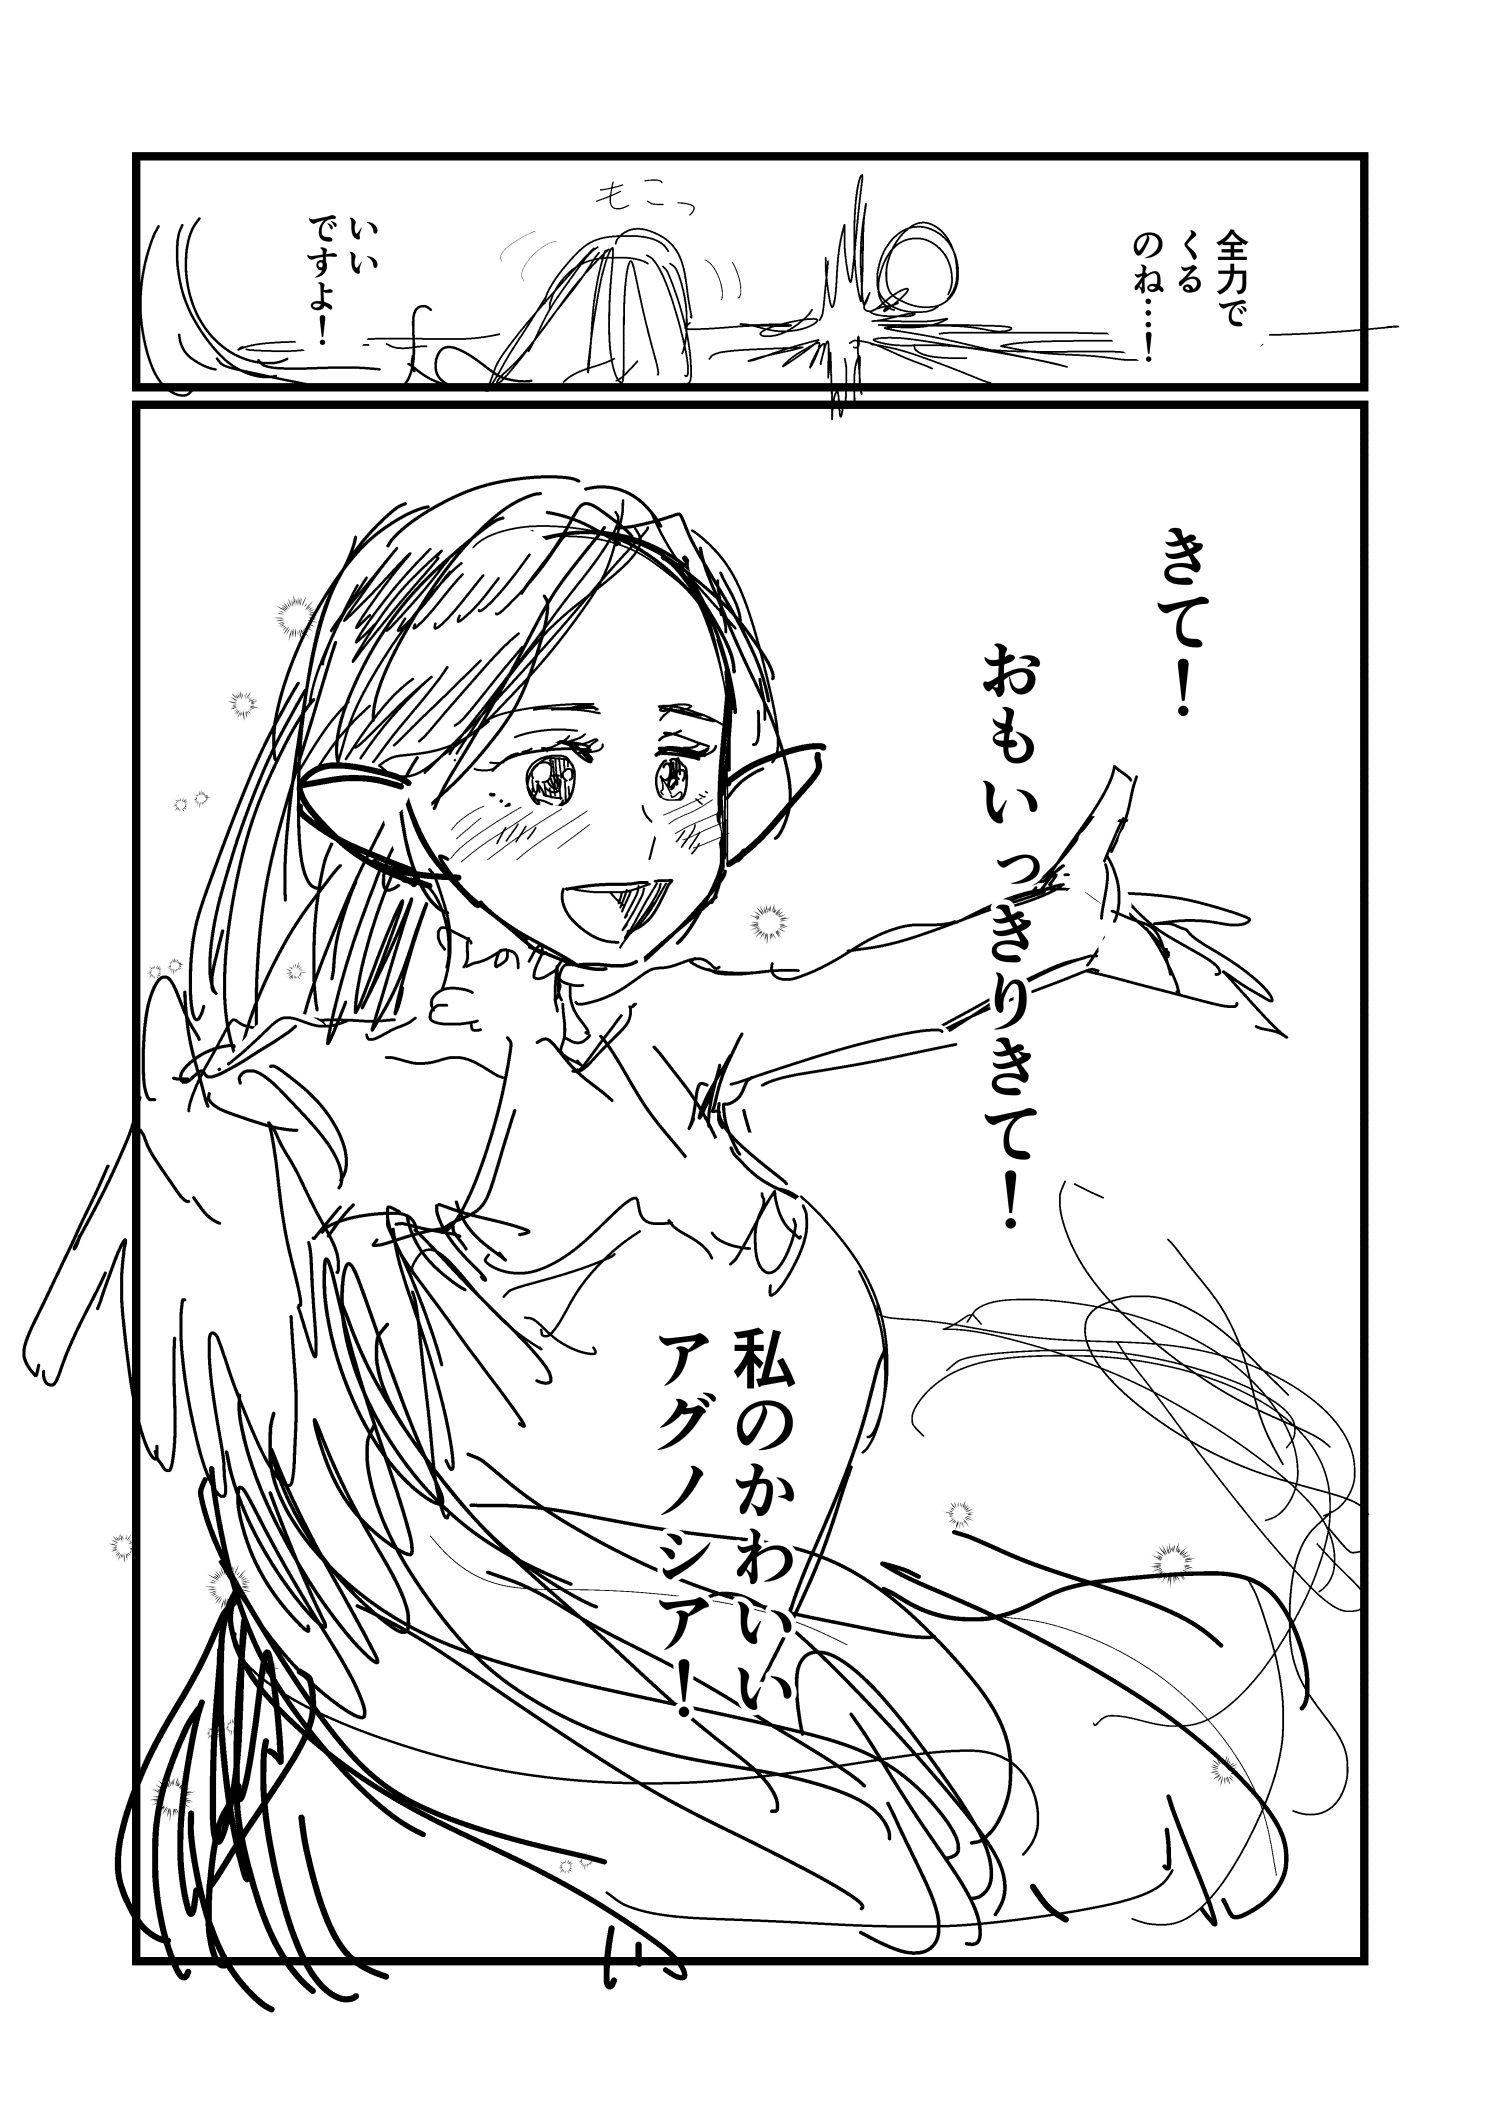 全力で
くる
のね…！
もこっ
いい
ですよ！
きて！
おもいっきりきて！
私のかわいい
アグノシア！